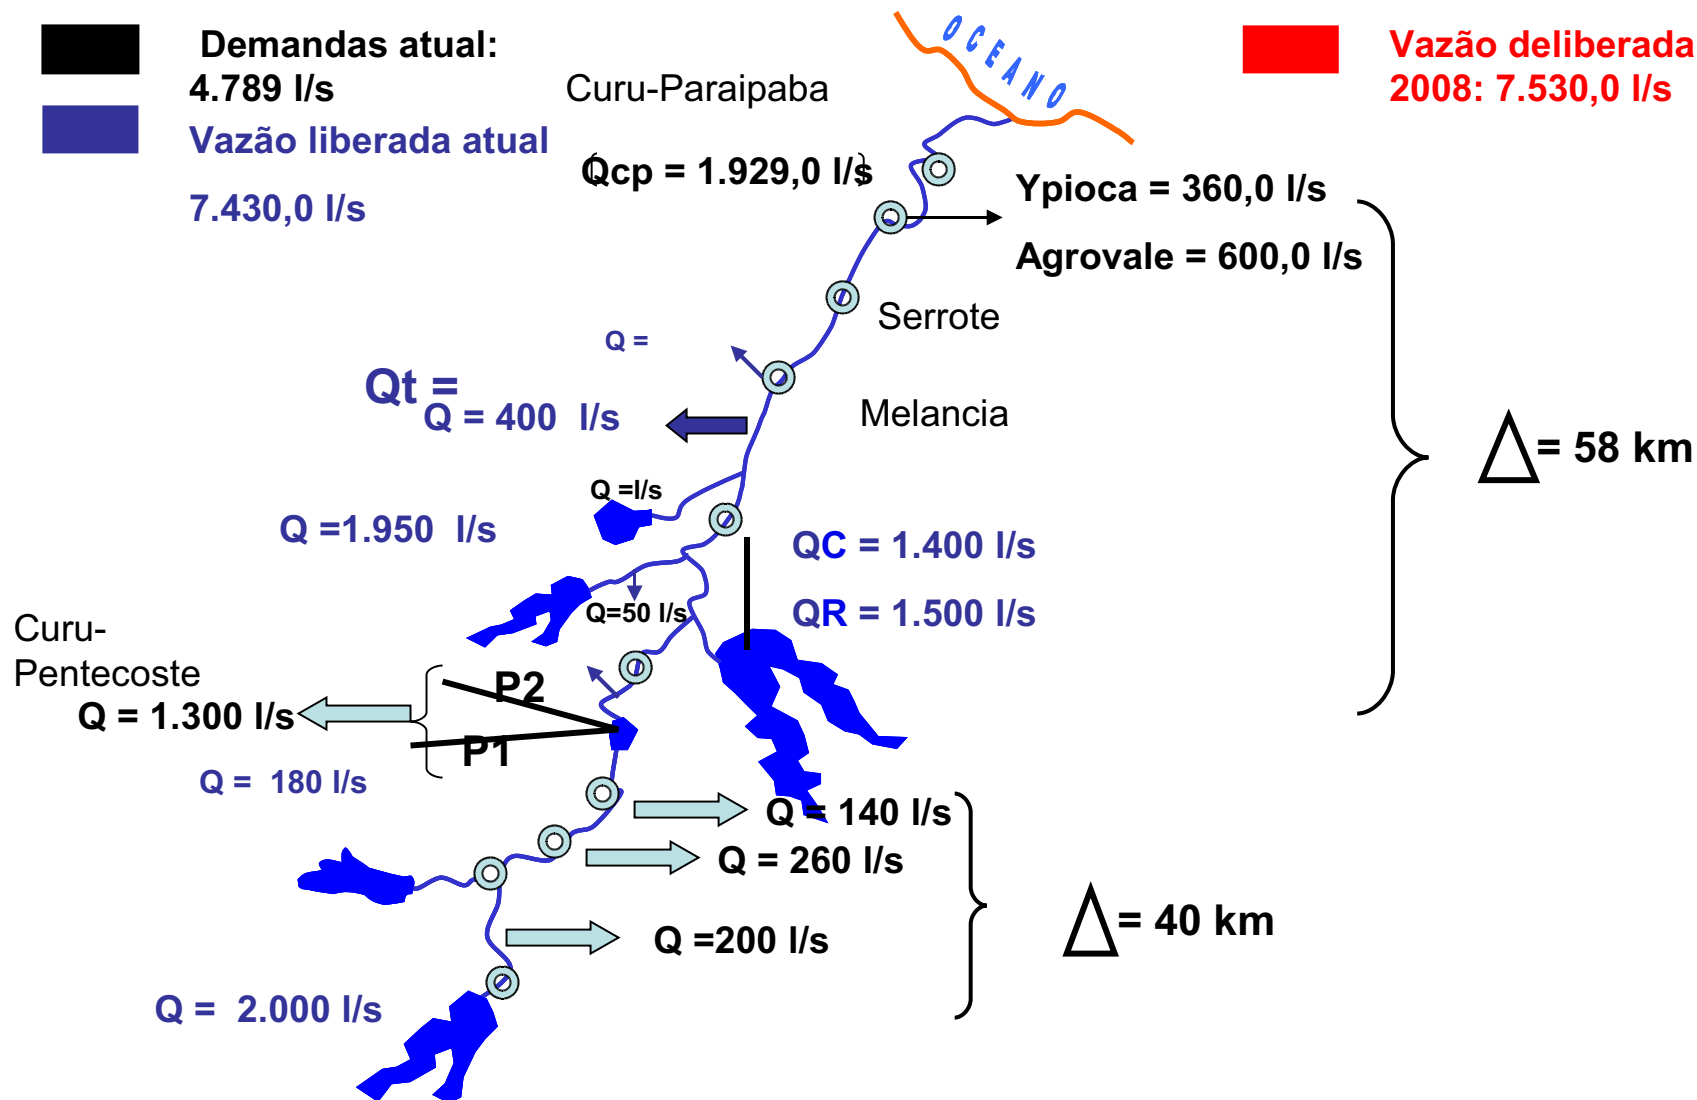 Demandas atual:
4.789 l/s
Vazão liberada atual
7.430,0 l/s
OCEANO
Vazão deliberada
2008: 7.530,0 l/s
Curu-Paraipaba
Qcp = 1.929,0 l/s
Ypioca = 360,0 l/s
Agrovale = 600,0 l/s
Serrote
Q =
Qt =
Q = 400 l/s
Melancia
= 58 km
Q =l/s
Q =1.950 l/s
QC = 1.400 l/s
Q=50 l/s
QR = 1.500 l/s
Curu-
Pentecoste
P2
Q = 1.300 l/s
P1
Q = 180 l/s
Q = 140 l/s
Q = 260 l/s
Q =200 l/s
= 40 km
Q = 2.000 l/s